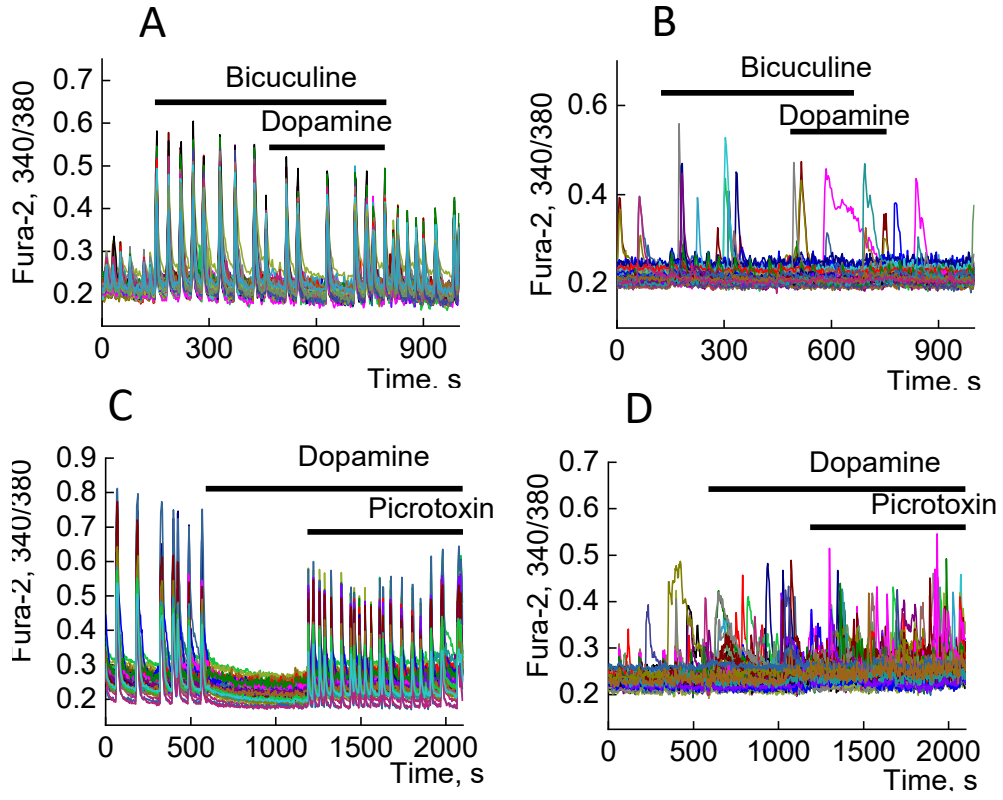 A
Fura-2, 340/380
0.7
0.6
0.5
0.4
0.3
0.2
Bicuculine
Dopamine
0
300
600
900
Time, s
B
Fura-2, 340/380
0.6
0.4
0.2
Bicuculine
Dopamine
0
300
600
900
Time, s
C
Fura-2, 340/380
0.9
0.8
0.7
0.6
0.5
0.4
0.3
0.2
Dopamine
Picrotoxin
0
500
1000
1500
2000
Time, s
D
Fura-2, 340/380
0.7
0.6
0.5
0.4
0.3
0.2
Dopamine
Picrotoxin
0
500
1000
1500
2000
Time, s